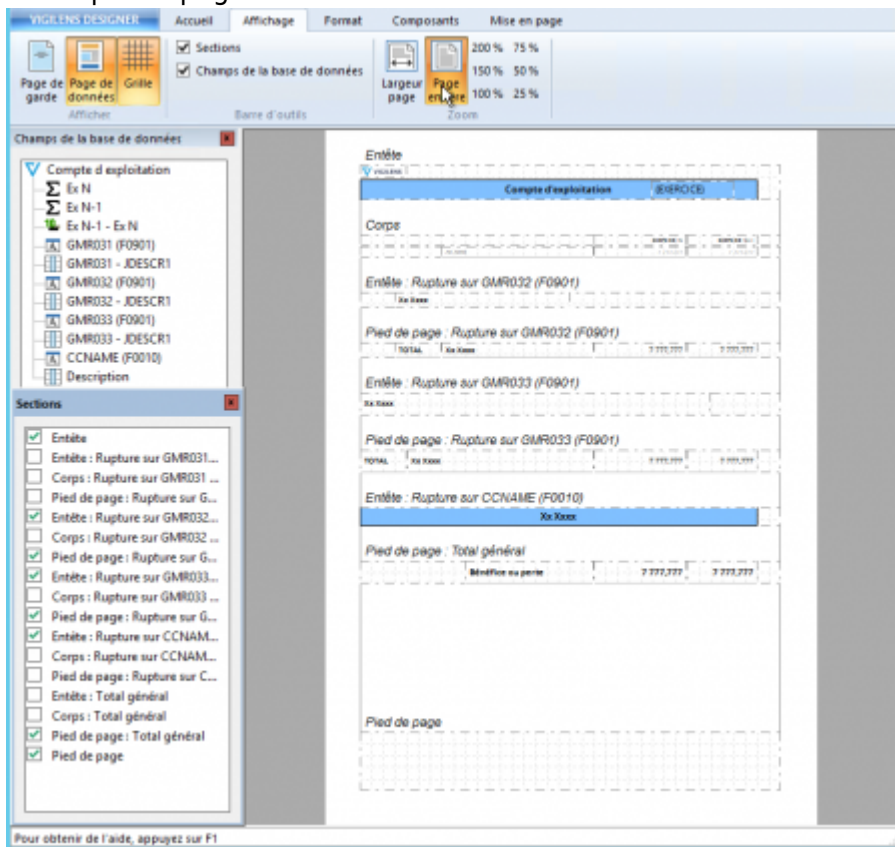 VIGILENS DESIGNER Accueil Affichage Format Composants Mise en page
Page de garde
Page de données
Grille
Afficher
Sections
Champs de la base de données
Barre d'outils
Largeur page
Page entière
200 % 75 %
150 % 50 %
100 % 25 %
Zoom
Champs de la base de données
Compte d exploitation
Ex N
Ex N-1
Ex N-1 - Ex N
GMR031 (F0901)
GMR031 - JDESCR1
GMR032 (F0901)
GMR032 - JDESCR1
GMR033 (F0901)
GMR033 - JDESCR1
CCNAME (F0010)
Description
Sections
Entête
Entête : Rupture sur GMR031...
Corps : Rupture sur GMR031 ...
Pied de page : Rupture sur G...
Entête : Rupture sur GMR032...
Corps : Rupture sur GMR032 ...
Pied de page : Rupture sur G...
Entête : Rupture sur GMR033...
Corps : Rupture sur GMR033 ...
Pied de page : Rupture sur G...
Entête : Rupture sur CCNAM...
Corps : Rupture sur CCNAM...
Pied de page : Rupture sur C...
Entête : Total général
Corps : Total général
Pied de page : Total général
Pied de page
Entête
VIGILENS
Compte d'exploitation (EXERCICE)
Corps
Entête : Rupture sur GMR032 (F0901)
Xx Xxxx
Pied de page : Rupture sur GMR032 (F0901)
TOTAL Xx Xxxx ? ???,??? ? ???,???
Entête : Rupture sur GMR033 (F0901)
Xx Xxxx
Pied de page : Rupture sur GMR033 (F0901)
TOTAL Xx Xxxx ? ???,??? ? ???,???
Entête : Rupture sur CCNAME (F0010)
Xx Xxxx
Pied de page : Total général
Bénéfice ou perte ? ???,??? ? ???,???
Pied de page
Pour obtenir de l'aide, appuyez sur F1